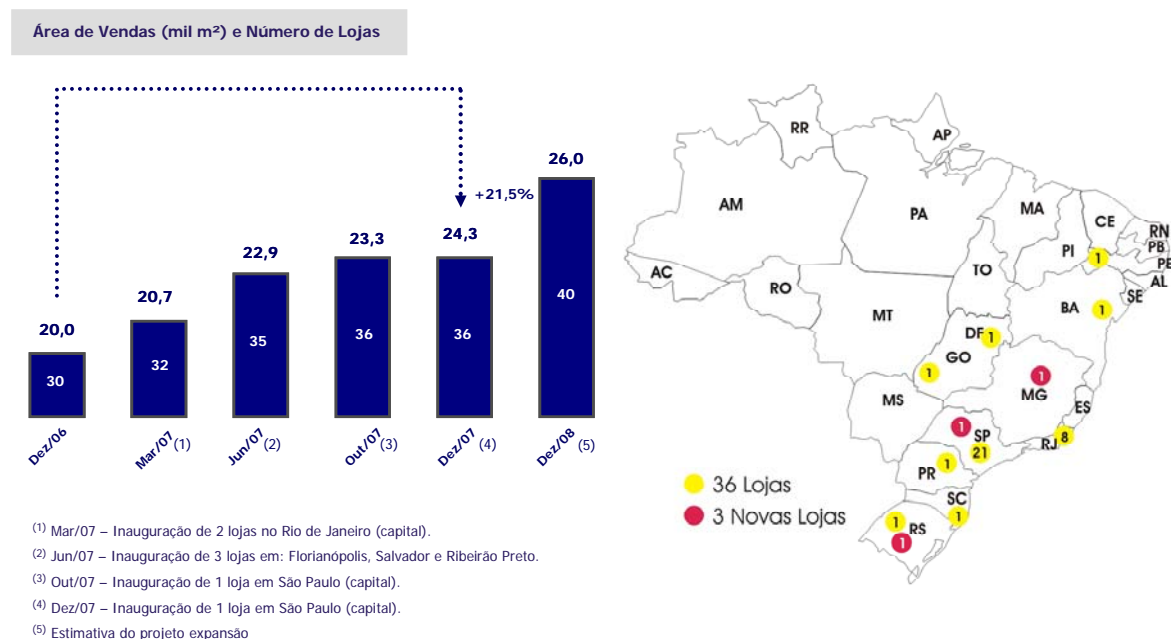 Área de Vendas (mil m²) e Número de Lojas
20,0
20,7
22,9
23,3
24,3
26,0
+21,5%
30
32
35
36
36
40
Dez/06
Mar/07 (1)
Jun/07 (2)
Out/07 (3)
Dez/07 (4)
Dez/08 (5)
(1) Mar/07 – Inauguração de 2 lojas no Rio de Janeiro (capital).
(2) Jun/07 – Inauguração de 3 lojas em: Florianópolis, Salvador e Ribeirão Preto.
(3) Out/07 – Inauguração de 1 loja em São Paulo (capital).
(4) Dez/07 – Inauguração de 1 loja em São Paulo (capital).
(5) Estimativa do projeto expansão
RR
AP
AM
PA
MA
CE
RN
PB
PE
PI
1
AL
SE
AC
RO
TO
BA
1
MT
DF
1
GO
1
1
MG
ES
MS
1
SP
21
RJ
8
PR
1
SC
1
1
RS
1
36 Lojas
3 Novas Lojas